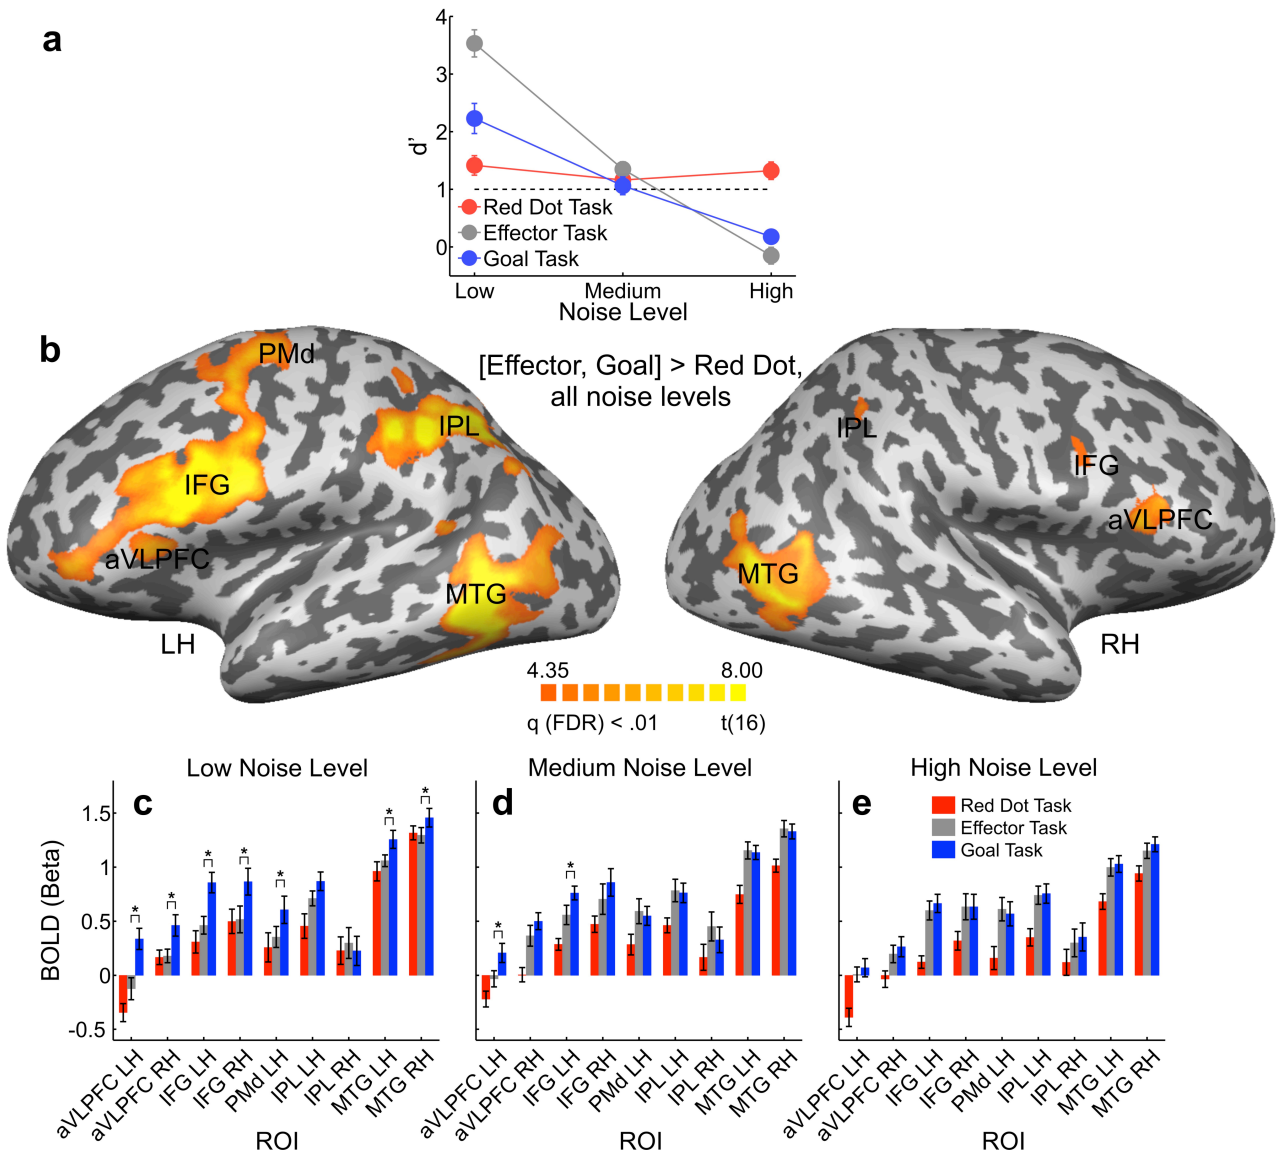 a
4
3
2
1
0
d'
Red Dot Task
Effector Task
Goal Task
Low
Medium
High
Noise Level
b
[Effector, Goal] > Red Dot,
all noise levels
PMd
IPL
IFG
aVLPFC
MTG
LH
IPL
IFG
aVLPFC
MTG
RH
4.35
8.00
q (FDR) < .01
t(16)
Low Noise Level
c
BOLD (Beta)
1.5
1
0.5
0
-0.5
*
*
*
*
*
*
*
aVLPFC LH
aVLPFC RH
IFG LH
IFG RH
PMd LH
IPL LH
IPL RH
MTG LH
MTG RH
ROI
Medium Noise Level
d
*
*
aVLPFC LH
aVLPFC RH
IFG LH
IFG RH
PMd LH
IPL LH
IPL RH
MTG LH
MTG RH
ROI
High Noise Level
e
Red Dot Task
Effector Task
Goal Task
aVLPFC LH
aVLPFC RH
IFG LH
IFG RH
PMd LH
IPL LH
IPL RH
MTG LH
MTG RH
ROI